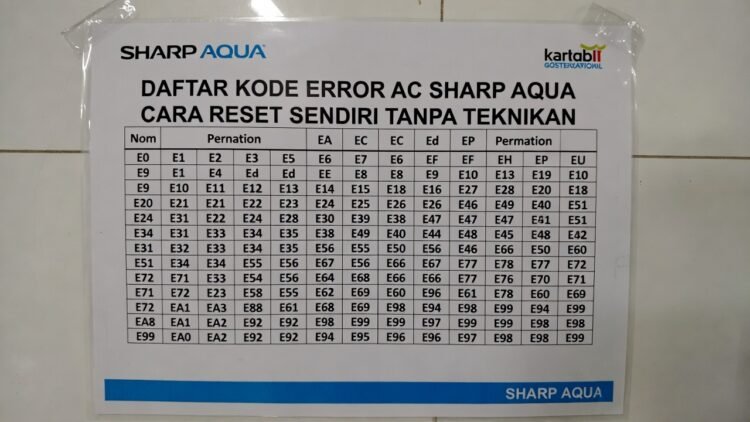 SHARP AQUA
kartabII
GOSTENZATIONAL
DAFTAR KODE ERROR AC SHARP AQUA
CARA RESET SENDIRI TANPA TEKNIKAN
Nom Pernation EA EC EC Ed EP Permation
E0 E1 E2 E3 E5 E6 E7 E6 EF EF EH EP EU
E9 E1 E4 Ed Ed EE E8 E8 E9 E10 E13 E19 E10
E9 E10 E11 E12 E13 E14 E15 E18 E16 E27 E28 E20 E18
E20 E21 E21 E22 E23 E24 E25 E26 E26 E46 E49 E40 E51
E24 E31 E22 E24 E28 E30 E39 E38 E47 E47 E47 E41 E51
E34 E31 E33 E34 E35 E38 E49 E40 E44 E48 E45 E48 E42
E31 E32 E33 E34 E35 E56 E55 E50 E56 E46 E66 E50 E60
E51 E34 E34 E55 E56 E67 E56 E66 E67 E77 E78 E77 E72
E72 E71 E33 E54 E56 E64 E68 E66 E66 E77 E76 E70 E71
E71 E72 E23 E58 E55 E62 E69 E60 E96 E61 E78 E60 E69
E72 EA1 EA3 E88 E61 E68 E69 E98 E94 E98 E99 E94 E99
EA8 EA1 EA2 E92 E92 E98 E99 E99 E97 E99 E99 E98 E98
E99 EA0 EA2 E92 E92 E94 E95 E96 E96 E97 E98 E98 E99
SHARP AQUA